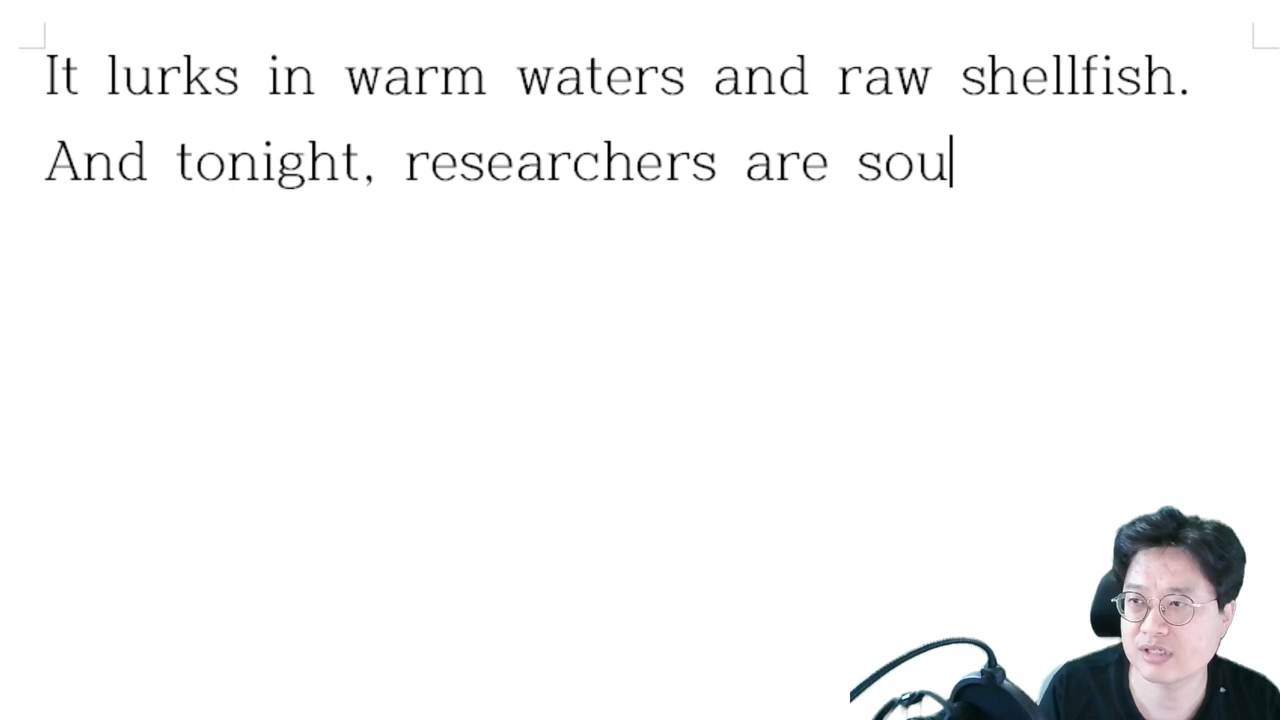 It lurks in warm waters and raw shellfish.
And tonight, researchers are sou